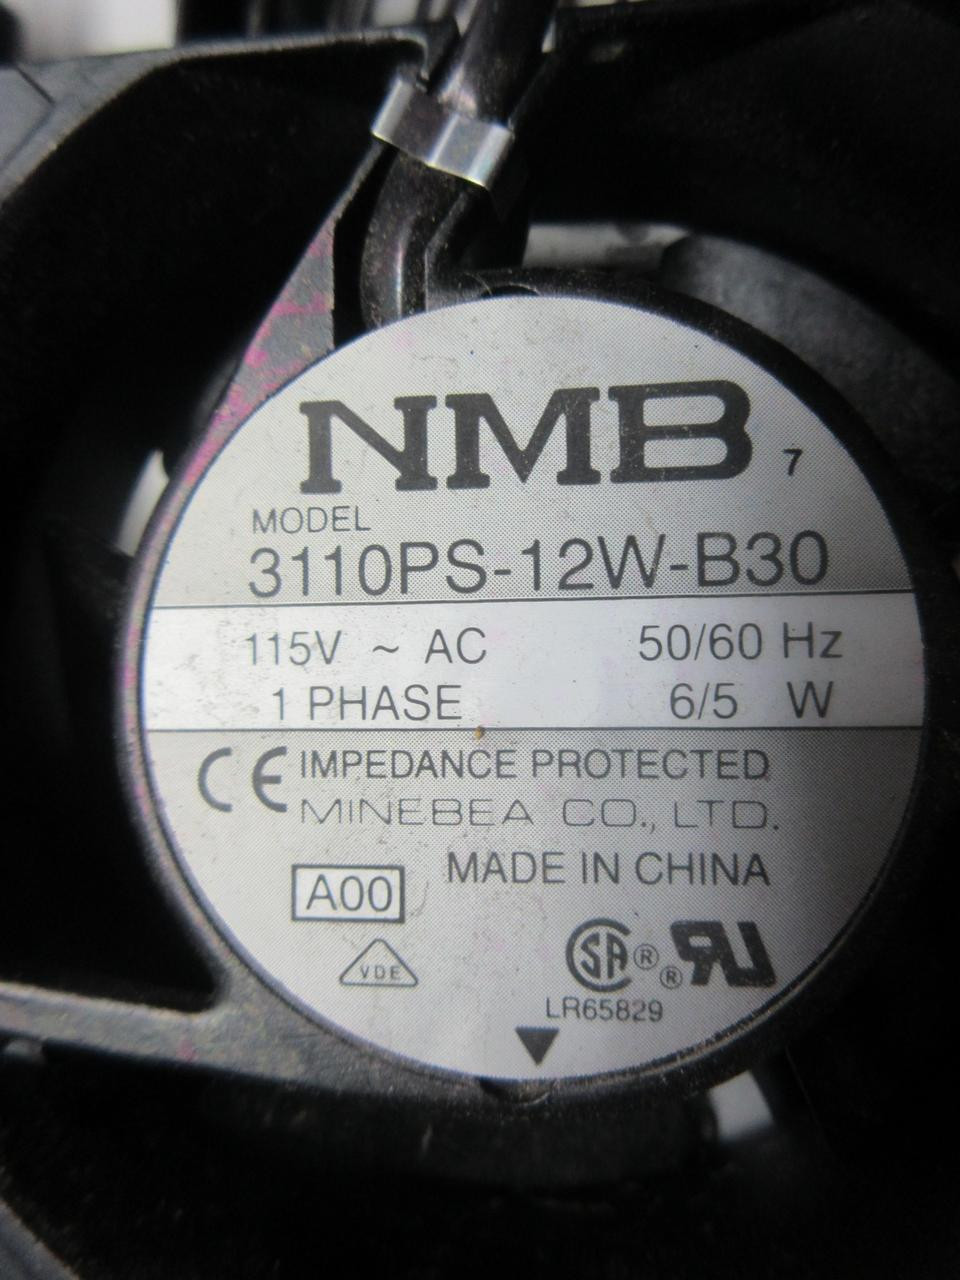 NMB 7
MODEL
3110PS-12W-B30
115V ~ AC 50/60 Hz
1 PHASE 6/5 W
CE IMPEDANCE PROTECTED
MINEBEA CO., LTD.
MADE IN CHINA
A00
VDE
SA ® ® UR
LR65829